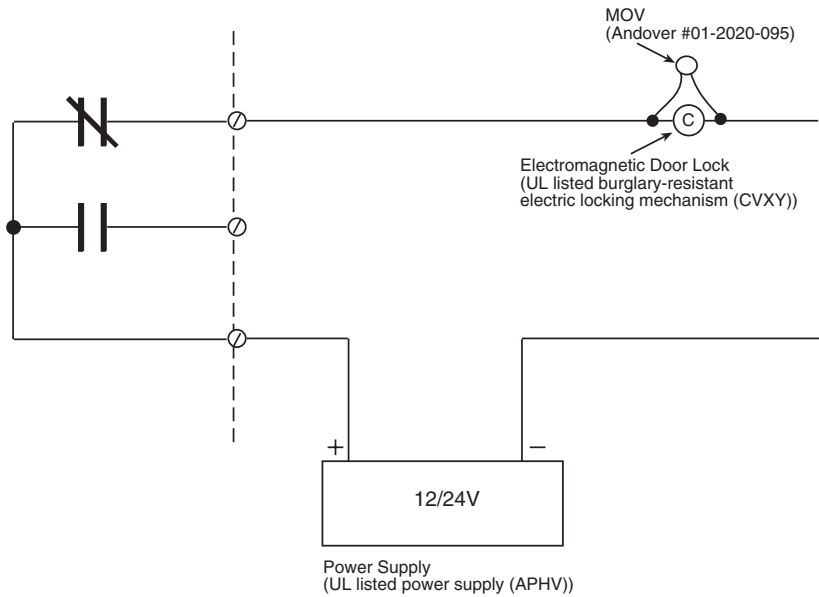 MOV
(Andover #01-2020-095)
C
Electromagnetic Door Lock
(UL listed burglary-resistant
electric locking mechanism (CVXY))
+
−
12/24V
Power Supply
(UL listed power supply (APHV))